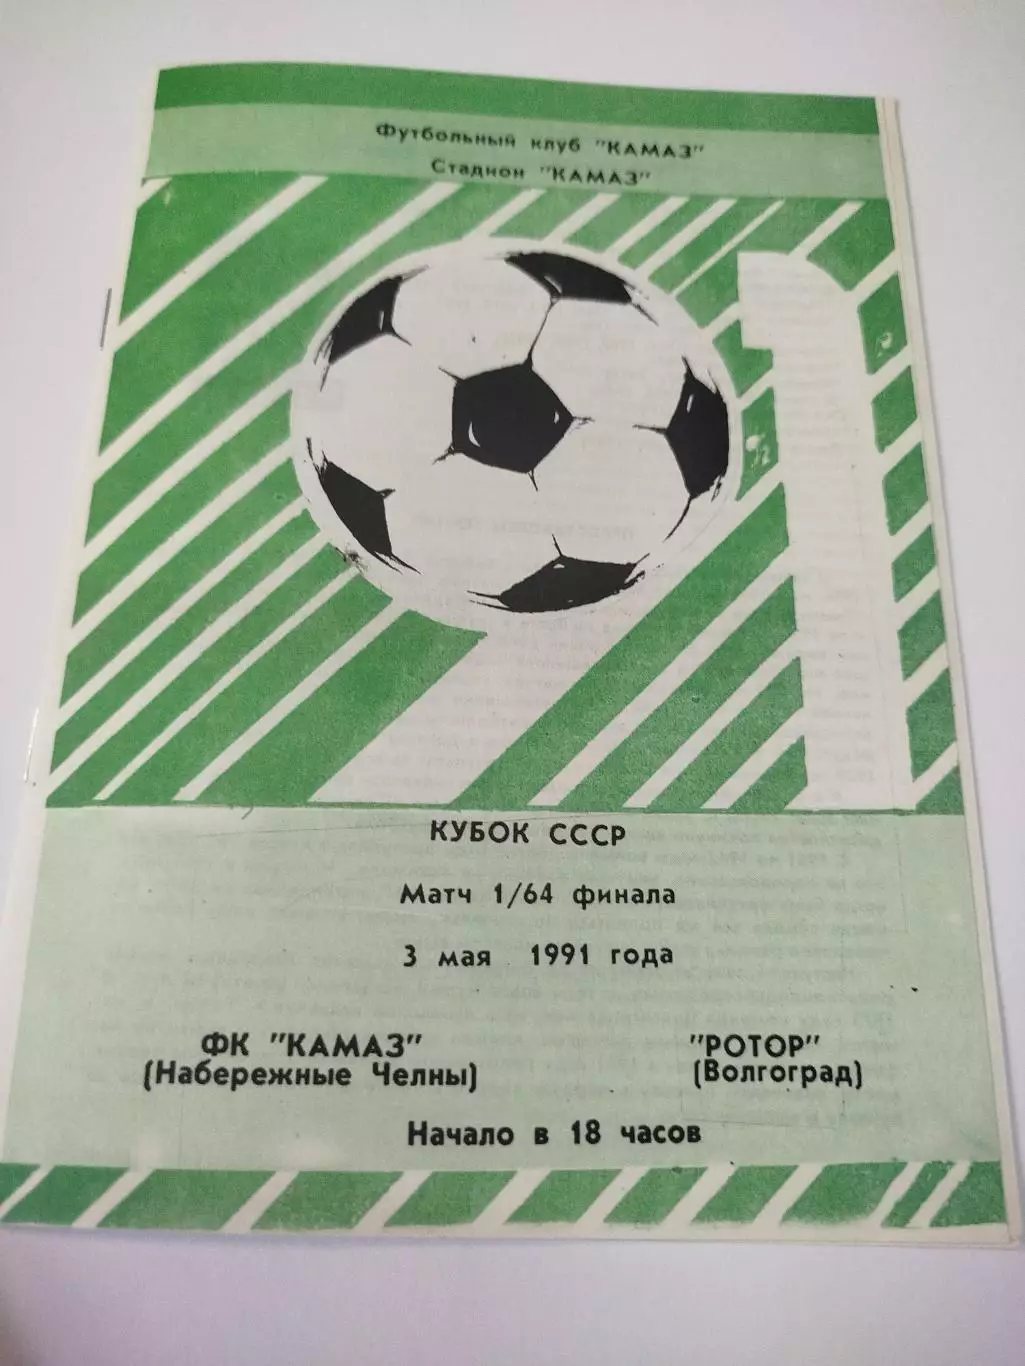 Футбольный клуб "КАМАЗ"
Стадион "КАМАЗ"
1
КУБОК СССР
Матч 1/64 финала
3 мая 1991 года
ФК "КАМАЗ" "РОТОР"
(Набережные Челны) (Волгоград)
Начало в 18 часов